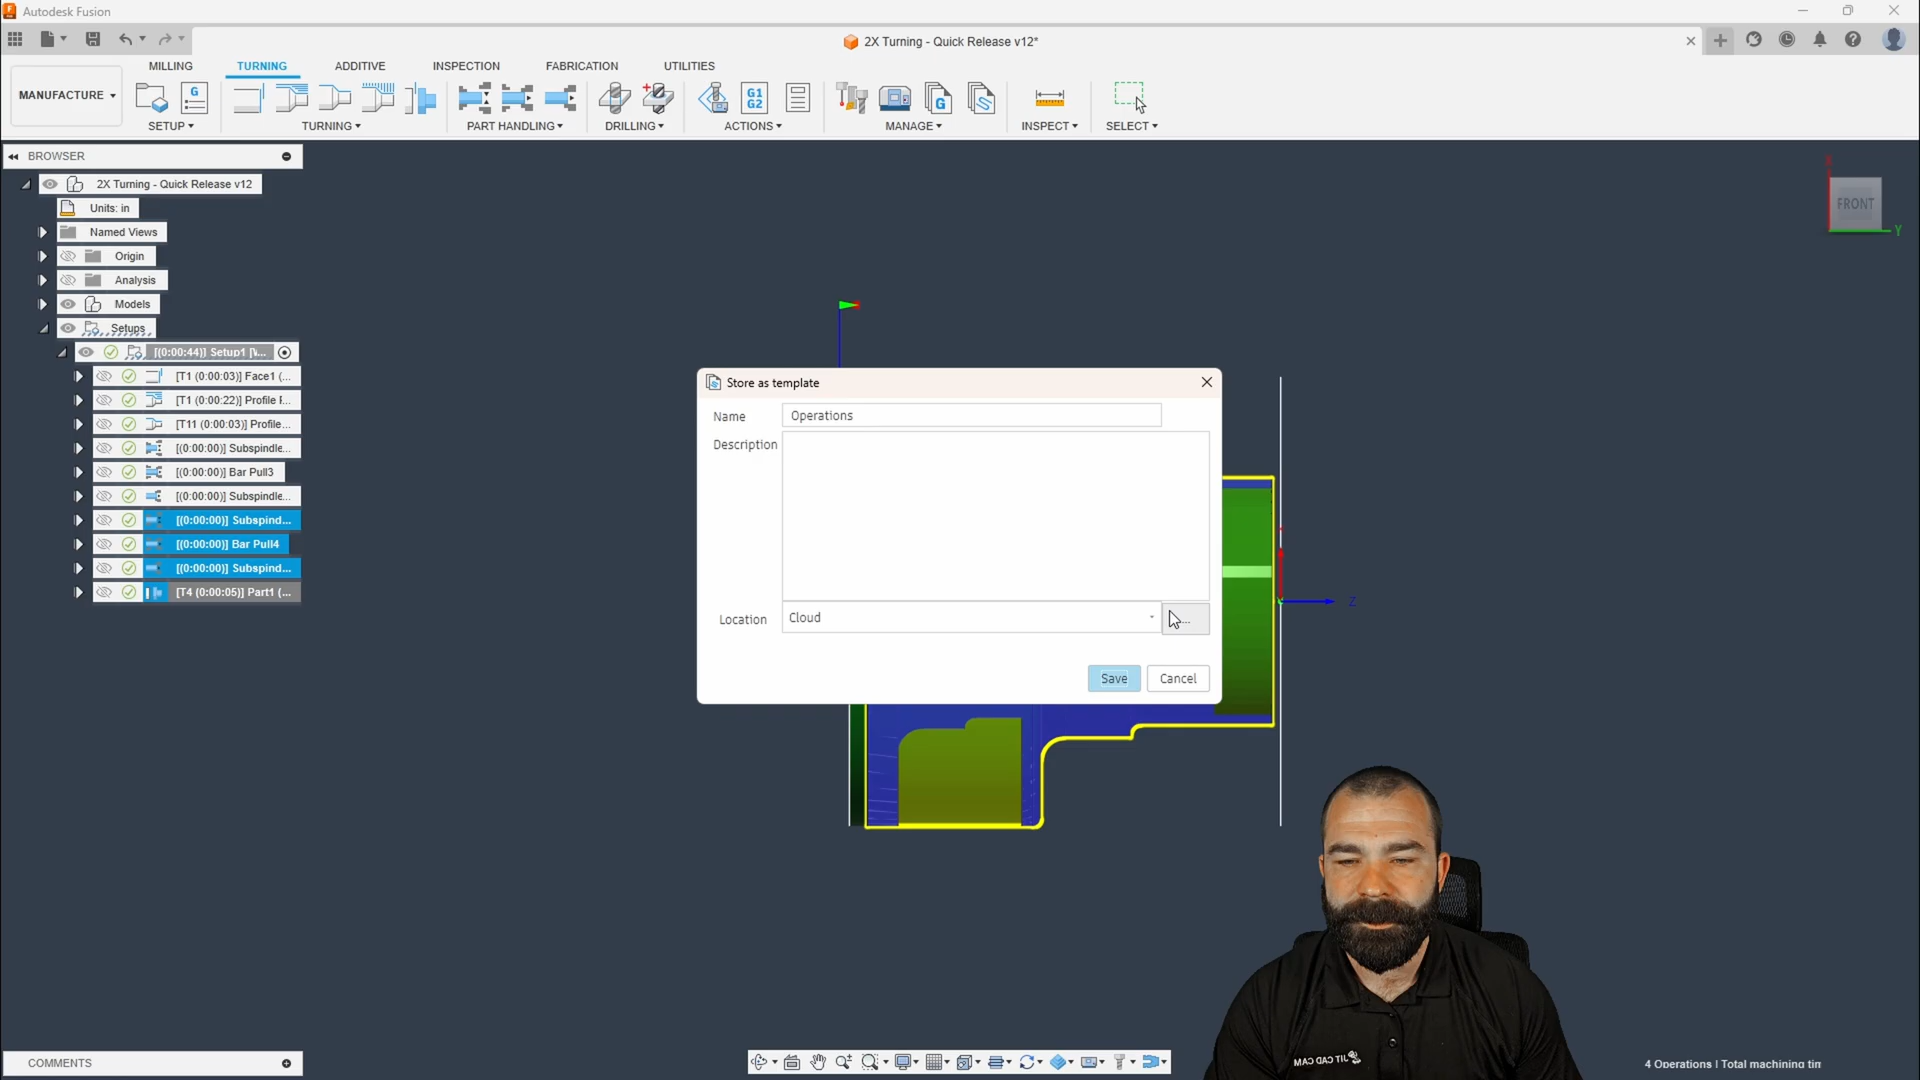 Autodesk Fusion
2X Turning - Quick Release v12*
MILLING TURNING ADDITIVE INSPECTION FABRICATION UTILITIES
MANUFACTURE
G
G1
G2
G
SETUP TURNING PART HANDLING DRILLING ACTIONS MANAGE INSPECT SELECT
BROWSER
2X Turning - Quick Release v12
Units: in
Named Views
Origin
Analysis
Models
Setups
[(0:00:44)] Setup1 [\...
[T1 (0:00:03)] Face1 (...
[T1 (0:00:22)] Profile F...
[T11 (0:00:03)] Profile...
[(0:00:00)] Subspindle...
[(0:00:00)] Bar Pull3
[(0:00:00)] Subspindle...
[(0:00:00)] Subspind...
[(0:00:00)] Bar Pull4
[(0:00:00)] Subspind...
[T4 (0:00:05)] Part1 (...
FRONT
Y
Z
Store as template
Name Operations
Description
Location Cloud ...
Save Cancel
JIT CAD CAM
COMMENTS
4 Operations | Total machining tim